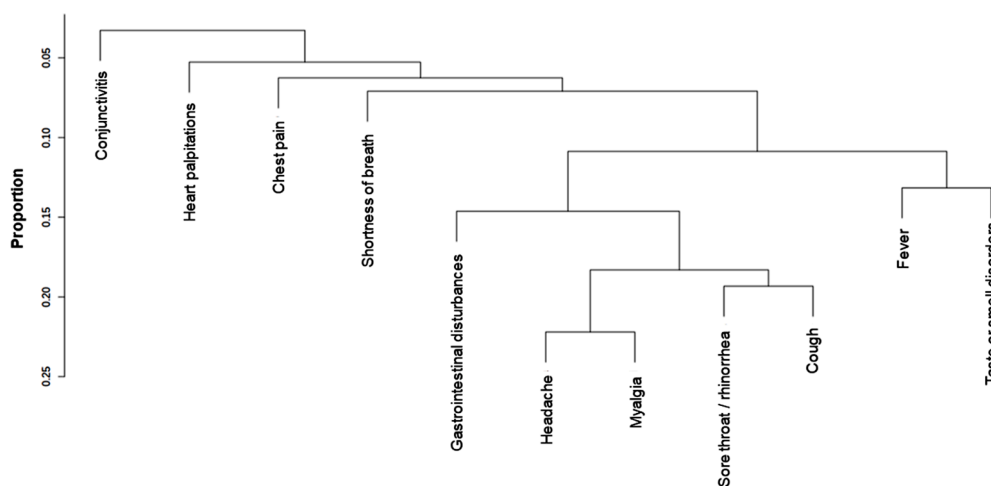 Proportion
0.05
0.10
0.15
0.20
0.25
Conjunctivitis
Heart palpitations
Chest pain
Shortness of breath
Gastrointestinal disturbances
Headache
Myalgia
Sore throat / rhinorrhea
Cough
Fever